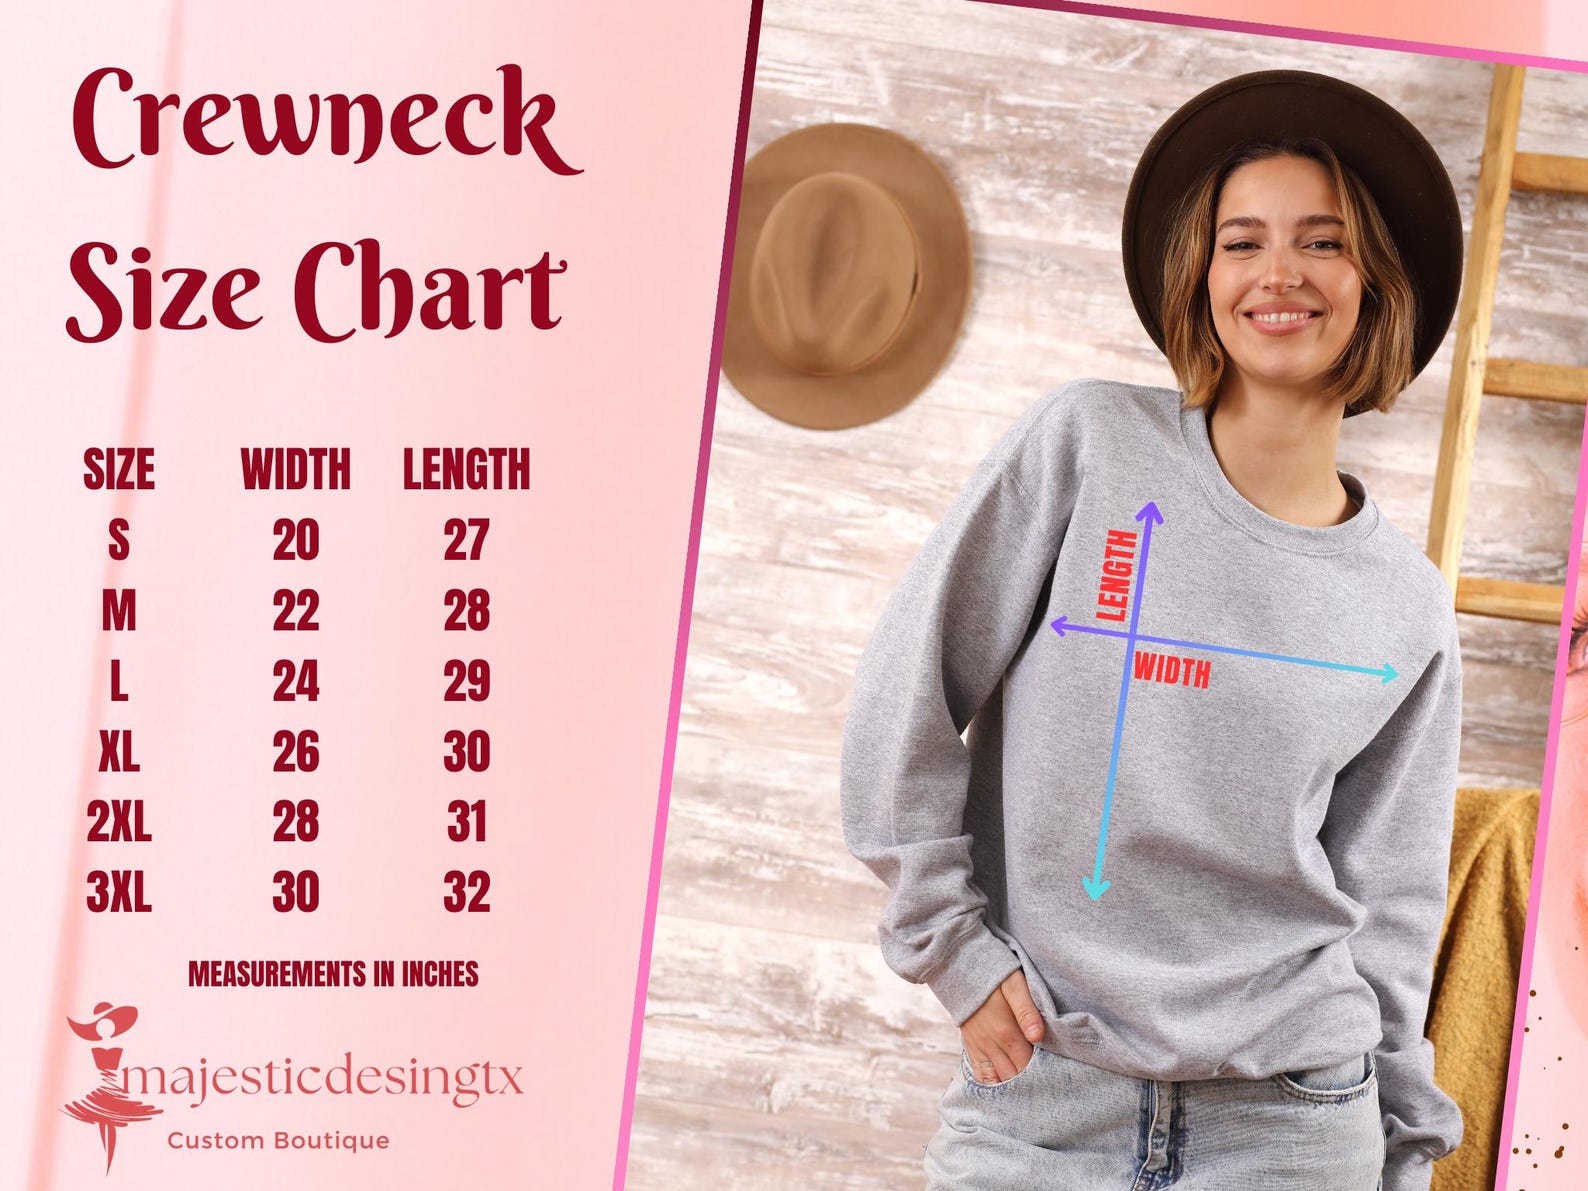 Crewneck
Size Chart
SIZE WIDTH LENGTH
S 20 27
M 22 28
L 24 29
XL 26 30
2XL 28 31
3XL 30 32
MEASUREMENTS IN INCHES
majesticdesingtx
Custom Boutique
LENGTH
WIDTH